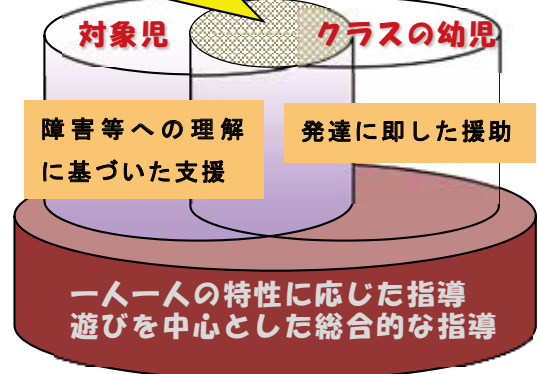 対象児
クラスの幼児
障害等への理解
に基づいた支援
発達に即した援助
一人一人の特性に応じた指導
遊びを中心とした総合的な指導